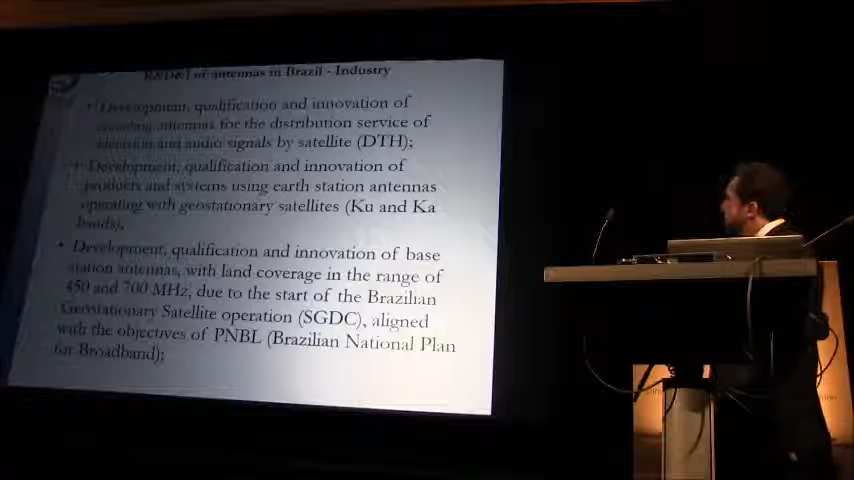 R&D&I of antennas in Brazil - Industry
• Development, qualification and innovation of
antennas for the distribution service of
television and audio signals by satellite (DTH);
• Development, qualification and innovation of
products and systems using earth station antennas
operating with geostationary satellites (Ku and Ka
bands),
• Development, qualification and innovation of base
station antennas, with land coverage in the range of
450 and 700 MHz, due to the start of the Brazilian
Geostationary Satellite operation (SGDC), aligned
with the objectives of PNBL (Brazilian National Plan
for Broadband);